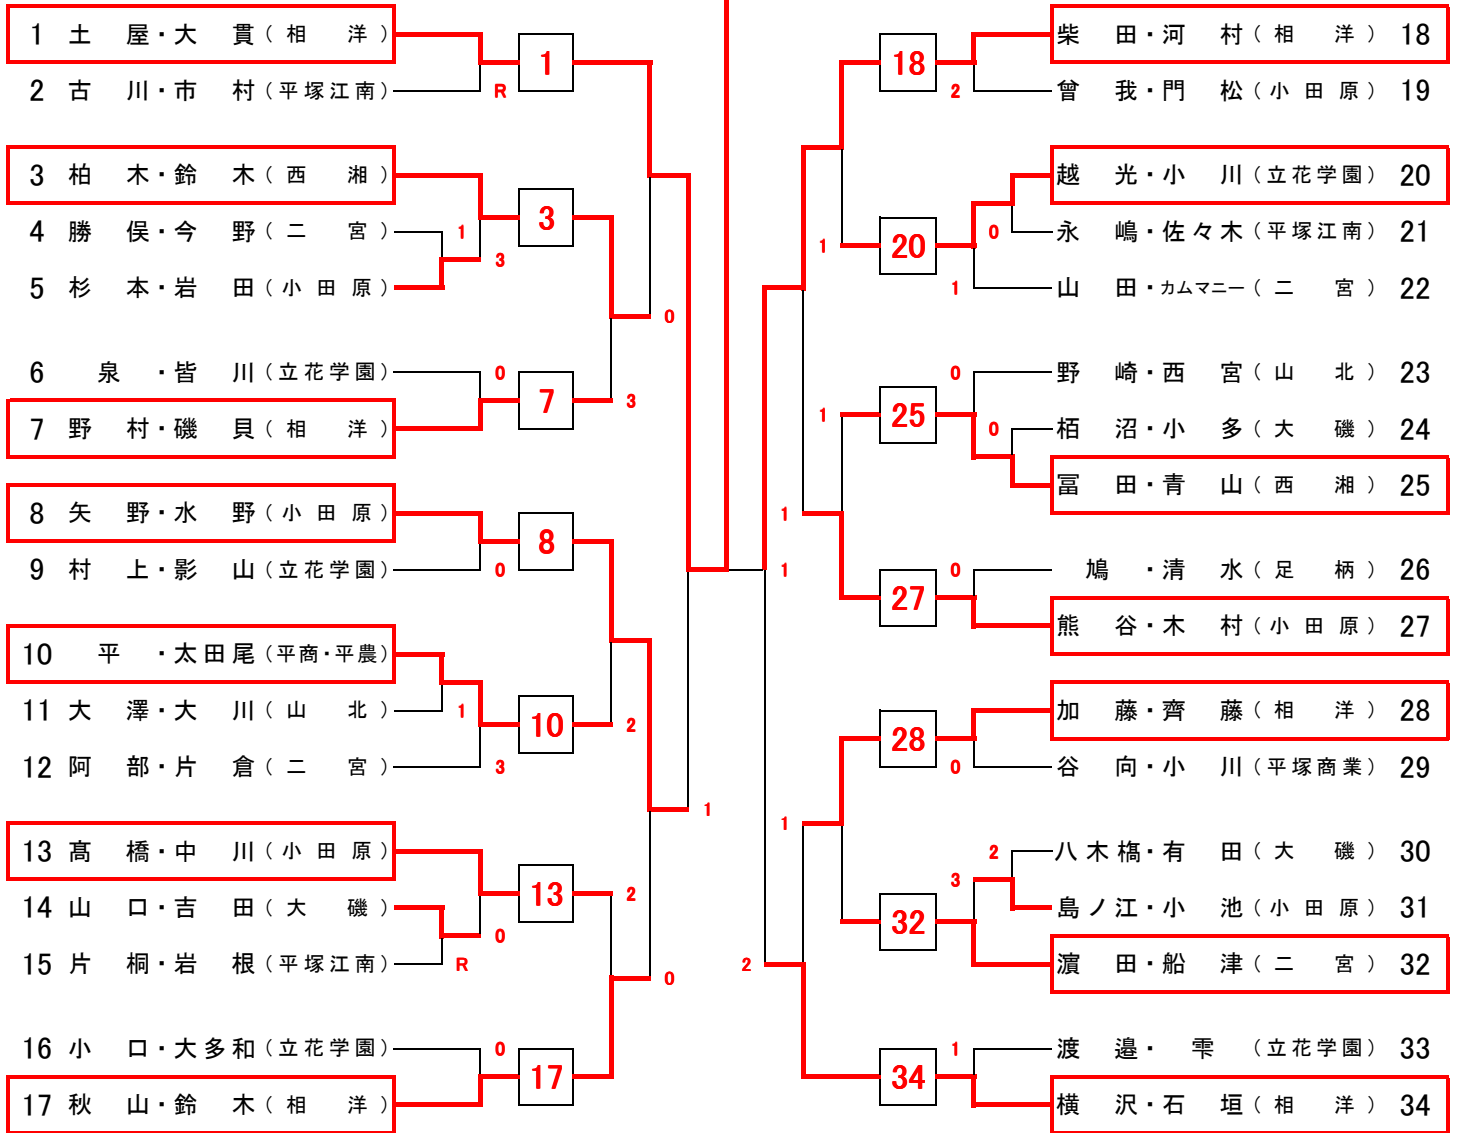 1 土屋・大貫（相洋）
2 古川・市村（平塚江南）
R
1
3 柏木・鈴木（西湘）
4 勝俣・今野（二宮）
1
5 杉本・岩田（小田原）
3
3
0
6 泉・皆川（立花学園）
0
7 野村・磯貝（相洋）
7
3
8 矢野・水野（小田原）
9 村上・影山（立花学園）
0
8
10 平・太田尾（平商・平農）
11 大澤・大川（山北）
1
12 阿部・片倉（二宮）
3
10
2
1
13 髙橋・中川（小田原）
14 山口・吉田（大磯）
0
15 片桐・岩根（平塚江南）
R
13
2
0
16 小口・大多和（立花学園）
0
17 秋山・鈴木（相洋）
17
18
柴田・河村（相洋）18
2
曾我・門松（小田原）19
越光・小川（立花学園）20
1
20
0
永嶋・佐々木（平塚江南）21
1
山田・カムマニー（二宮）22
0
野崎・西宮（山北）23
1
25
0
栢沼・小多（大磯）24
冨田・青山（西湘）25
1
1
27
0
鳩・清水（足柄）26
熊谷・木村（小田原）27
28
加藤・齊藤（相洋）28
0
谷向・小川（平塚商業）29
1
2
八木橋・有田（大磯）30
3
島ノ江・小池（小田原）31
32
濵田・船津（二宮）32
2
34
1
渡邉・雫（立花学園）33
横沢・石垣（相洋）34